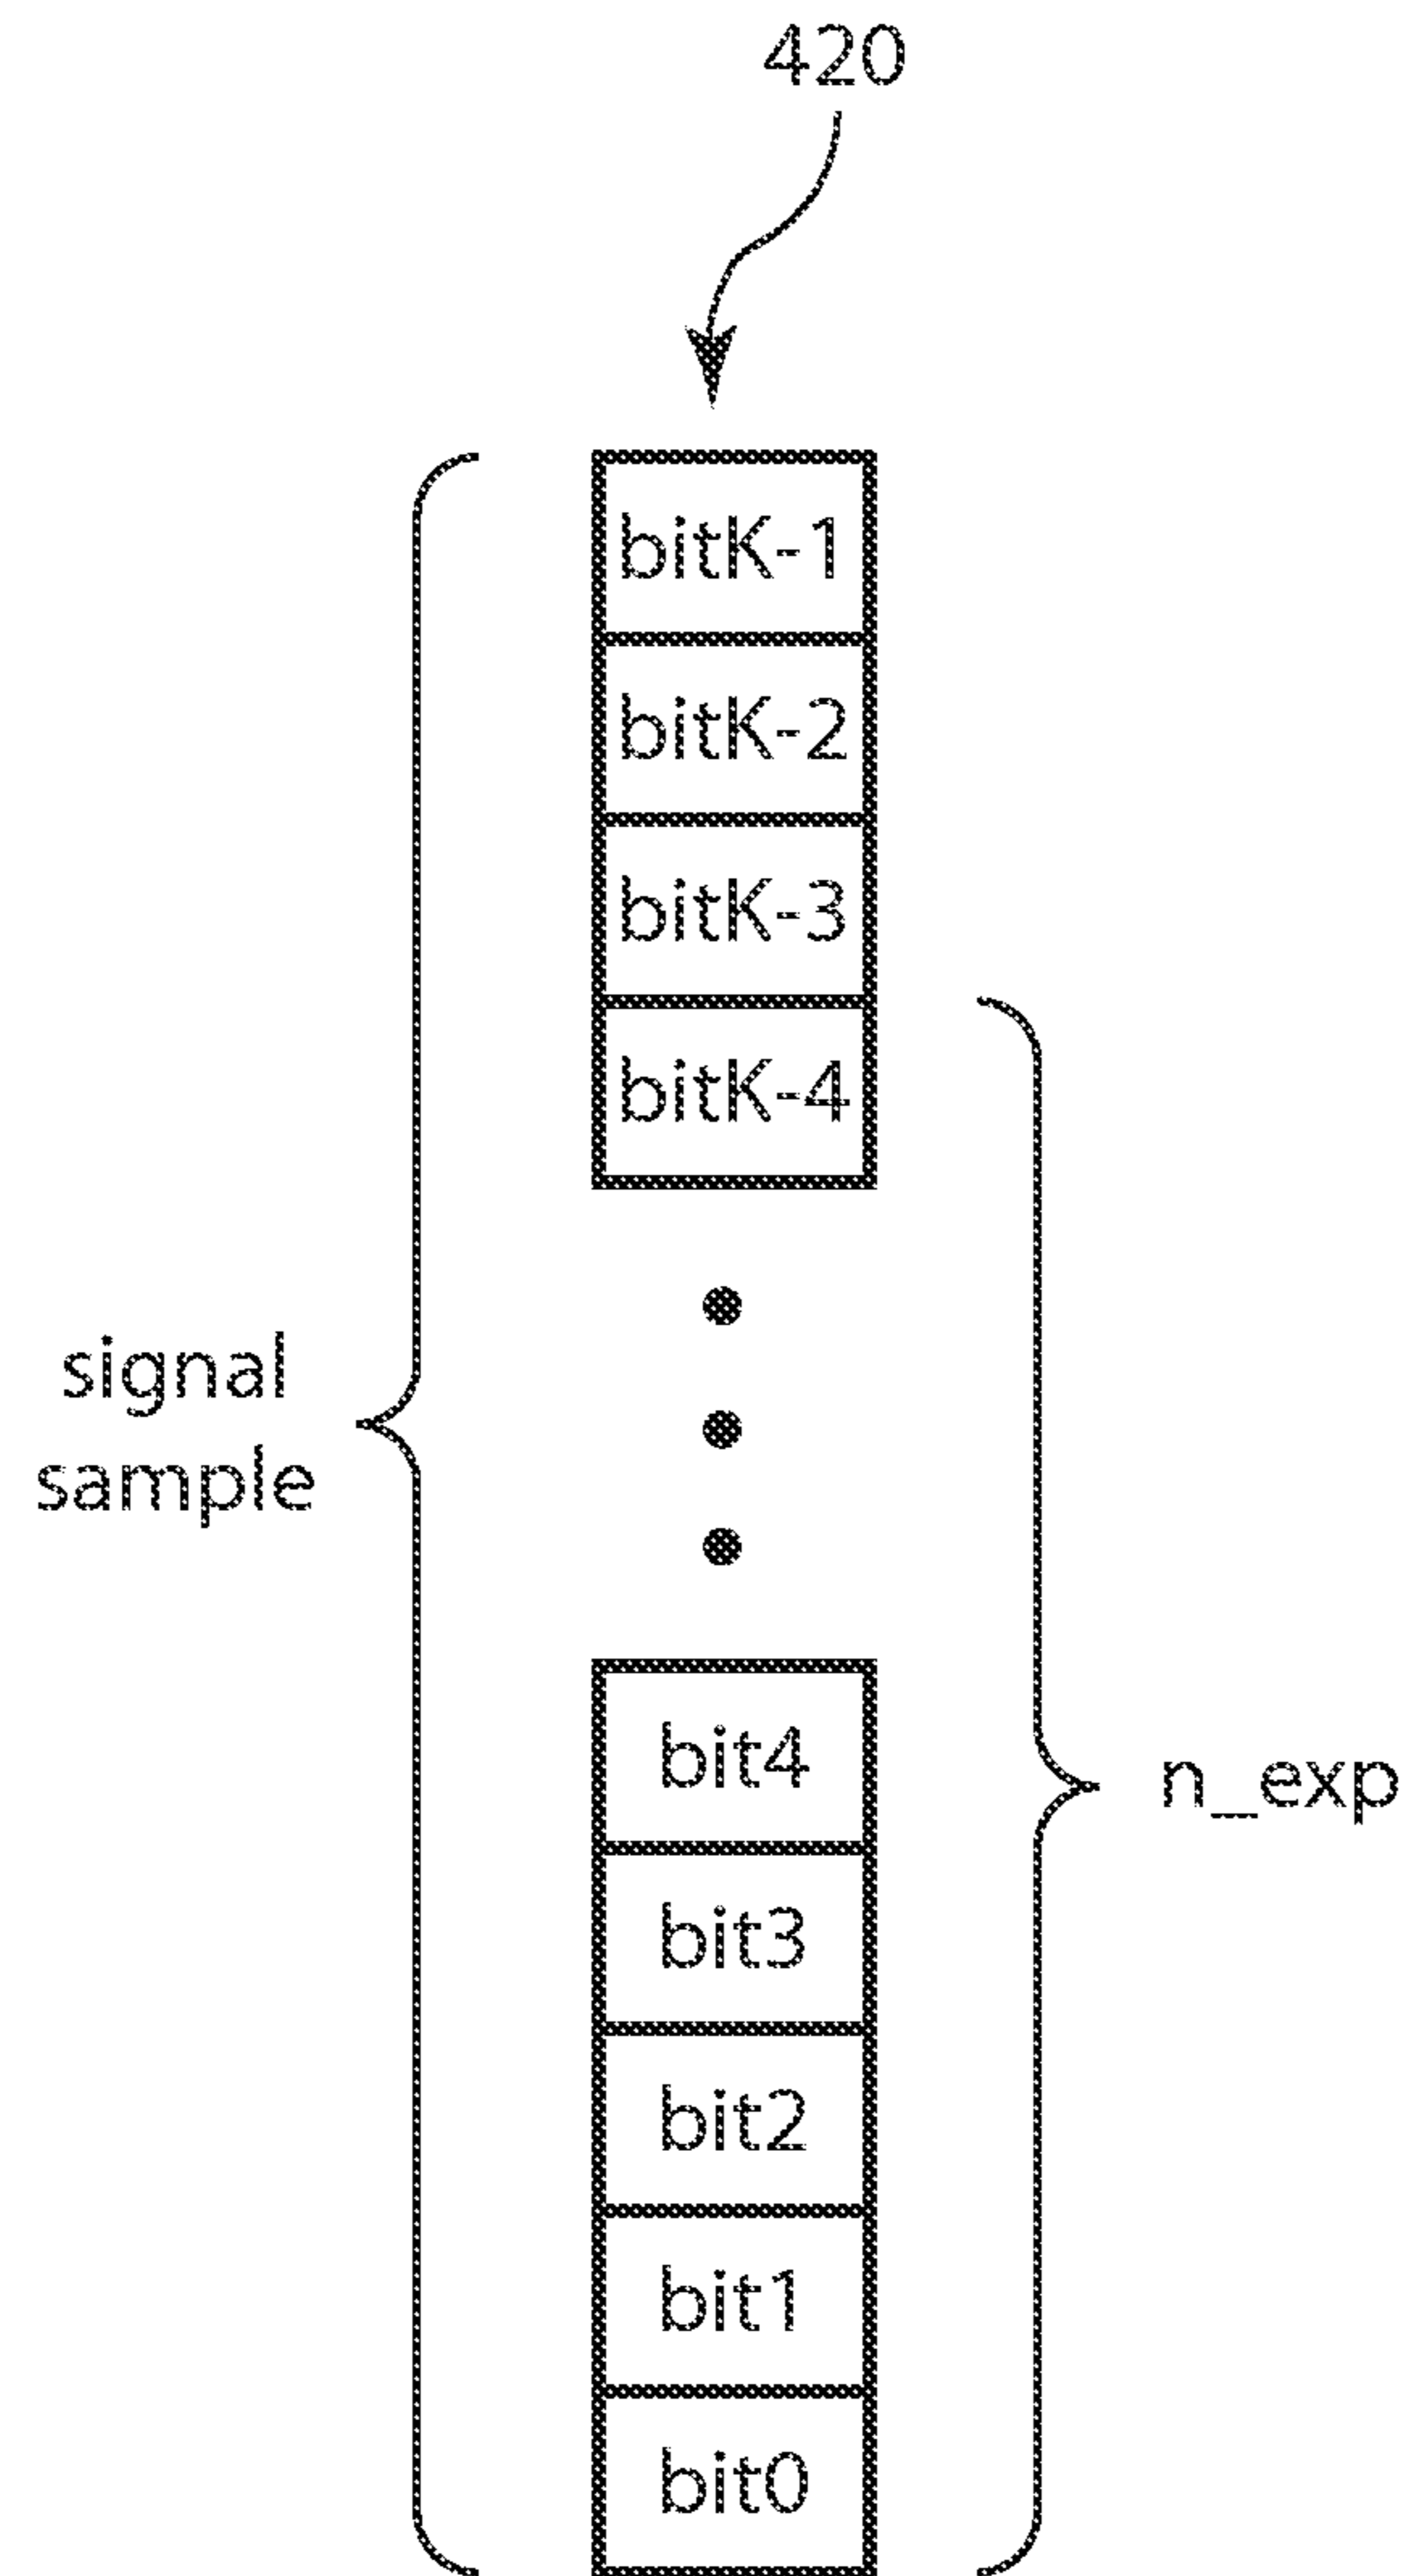 420
bitK-1
bitK-2
bitK-3
bitK-4
signal
sample
bit4
n_exp
bit3
bit2
bit1
bit0